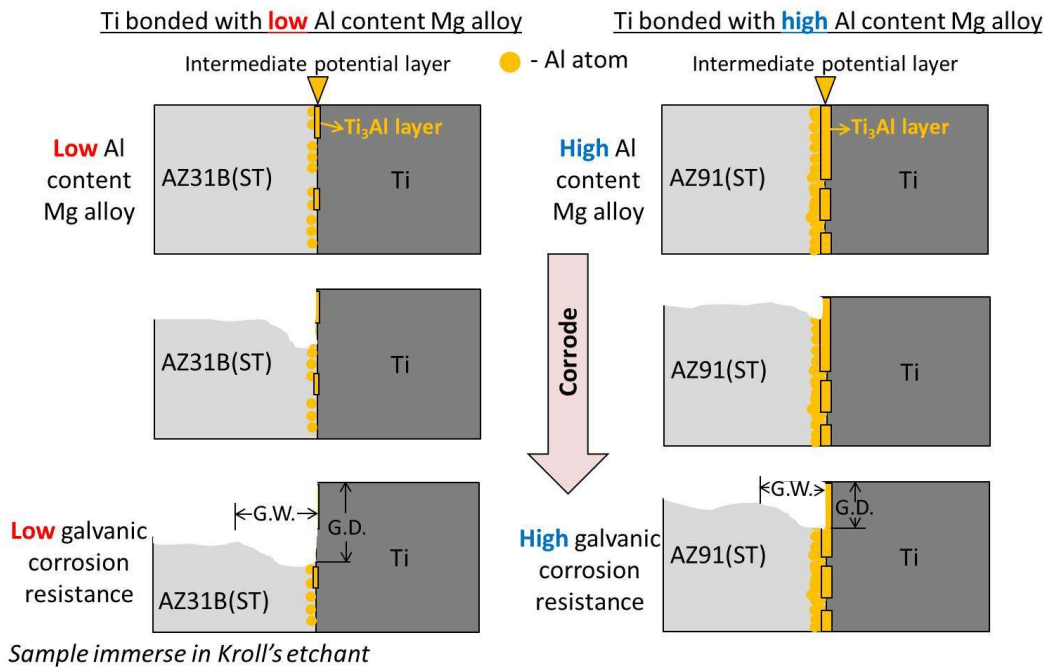 Ti bonded with low Al content Mg alloy
Ti bonded with high Al content Mg alloy
- Al atom
Intermediate potential layer
Intermediate potential layer
Low Al
content
Mg alloy
AZ31B(ST)
Ti₃Al layer
Ti
High Al
content
Mg alloy
AZ91(ST)
Ti₃Al layer
Ti
AZ31B(ST)
Ti
Corrode
AZ91(ST)
Ti
Low galvanic
corrosion
resistance
G.W.
G.D.
AZ31B(ST)
Ti
High galvanic
corrosion
resistance
G.W.
G.D.
AZ91(ST)
Ti
Sample immerse in Kroll's etchant